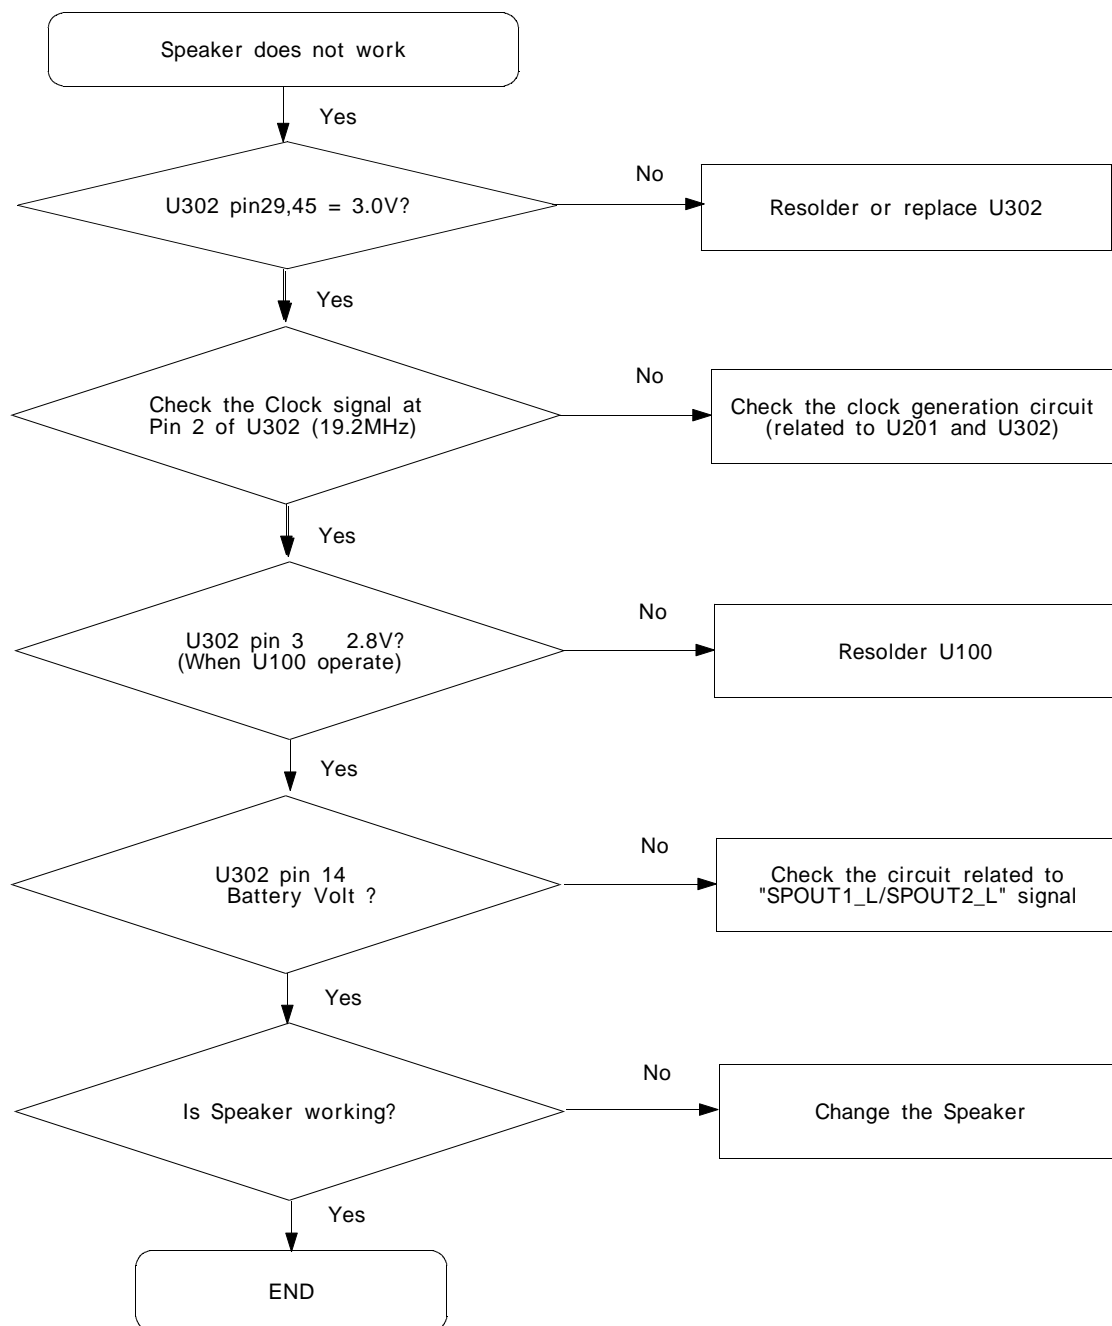 Speaker does not work
Yes
U302 pin29,45 = 3.0V?
No
Resolder or replace U302
Yes
Check the Clock signal at
Pin 2 of U302 (19.2MHz)
No
Check the clock generation circuit
(related to U201 and U302)
Yes
U302 pin 3 2.8V?
(When U100 operate)
No
Resolder U100
Yes
U302 pin 14
Battery Volt ?
No
Check the circuit related to
"SPOUT1_L/SPOUT2_L" signal
Yes
Is Speaker working?
No
Change the Speaker
Yes
END